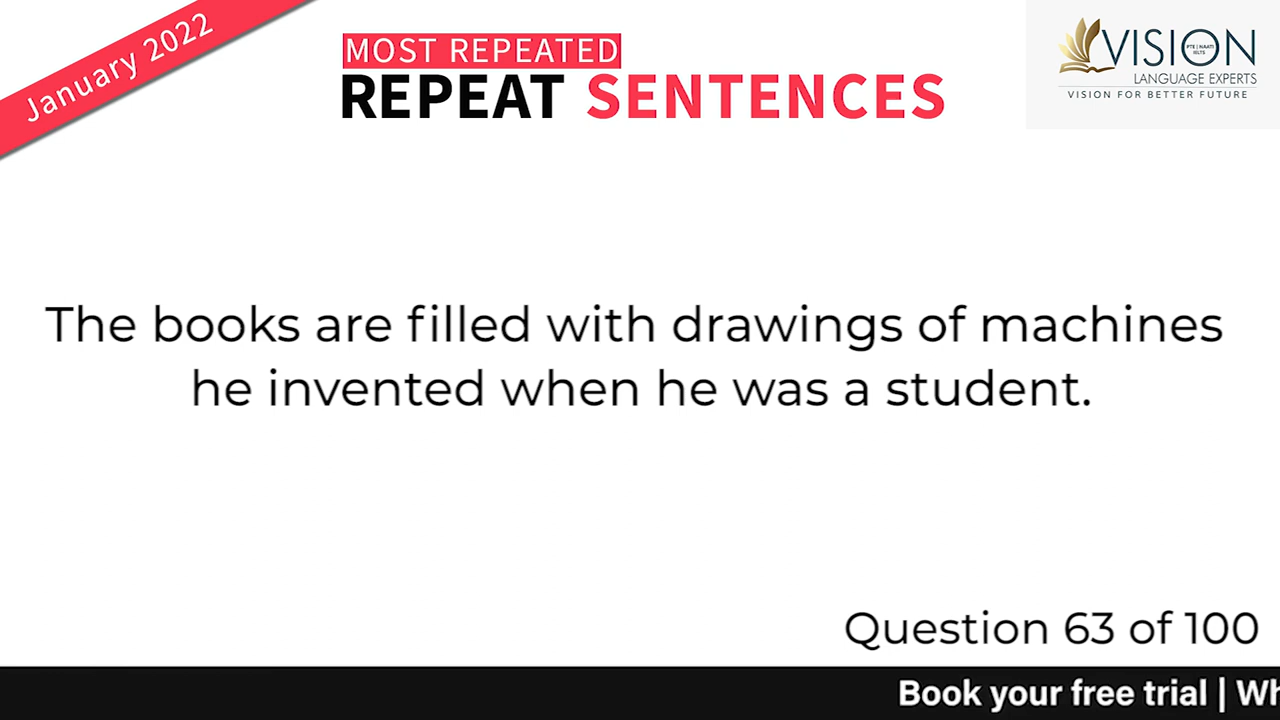 January 2022
MOST REPEATED
REPEAT SENTENCES
VISION
PTE | NAATI
IELTS
LANGUAGE EXPERTS
VISION FOR BETTER FUTURE
The books are filled with drawings of machines
he invented when he was a student.
Question 63 of 100
Book your free trial |